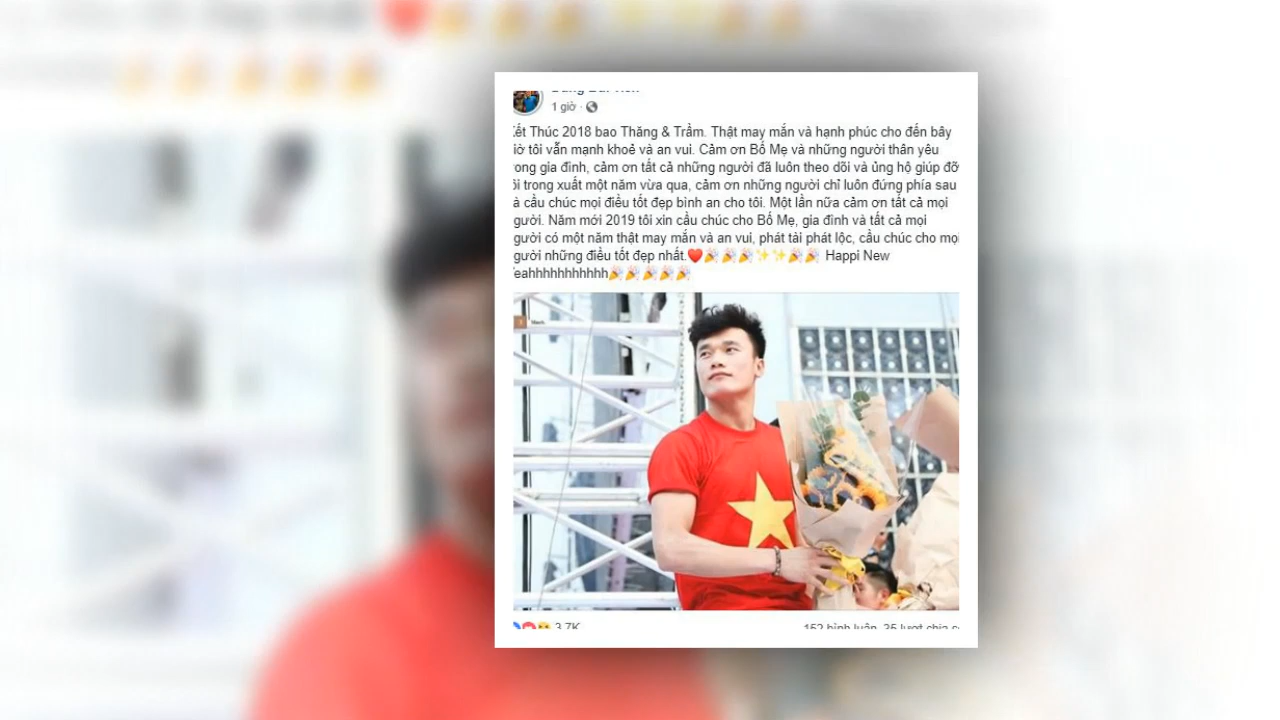 1 giờ
ết Thúc 2018 bao Thăng & Trầm. Thật may mắn và hạnh phúc cho đến bây
iờ tôi vẫn mạnh khoẻ và an vui. Cảm ơn Bố Mẹ và những người thân yêu
ong gia đình, cảm ơn tất cả những người đã luôn theo dõi và ủng hộ giúp đỡ
ôi trong xuất một năm vừa qua, cảm ơn những người chỉ luôn đứng phía sau
à cầu chúc mọi điều tốt đẹp bình an cho tôi. Một lần nữa cảm ơn tất cả mọi
gười. Năm mới 2019 tôi xin cầu chúc cho Bố Mẹ, gia đình và tất cả mọi
gười có một năm thật may mắn và an vui, phát tài phát lộc, cầu chúc cho mọi
gười những điều tốt đẹp nhất.❤️🎉🎉🎉✨✨🎉🎉 Happi New
eahhhhhhhhhhh🎉🎉🎉🎉🎉
3,7K
152 bình luận 35 lượt chia